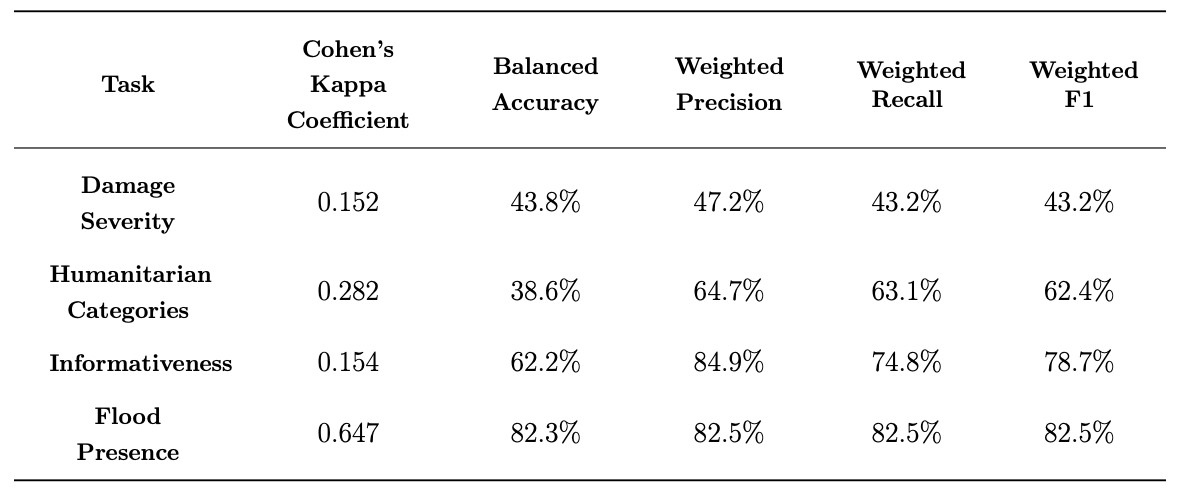 Task Cohen's Kappa Coefficient Balanced Accuracy Weighted Precision Weighted Recall Weighted F1
Damage Severity 0.152 43.8% 47.2% 43.2% 43.2%
Humanitarian Categories 0.282 38.6% 64.7% 63.1% 62.4%
Informativeness 0.154 62.2% 84.9% 74.8% 78.7%
Flood Presence 0.647 82.3% 82.5% 82.5% 82.5%